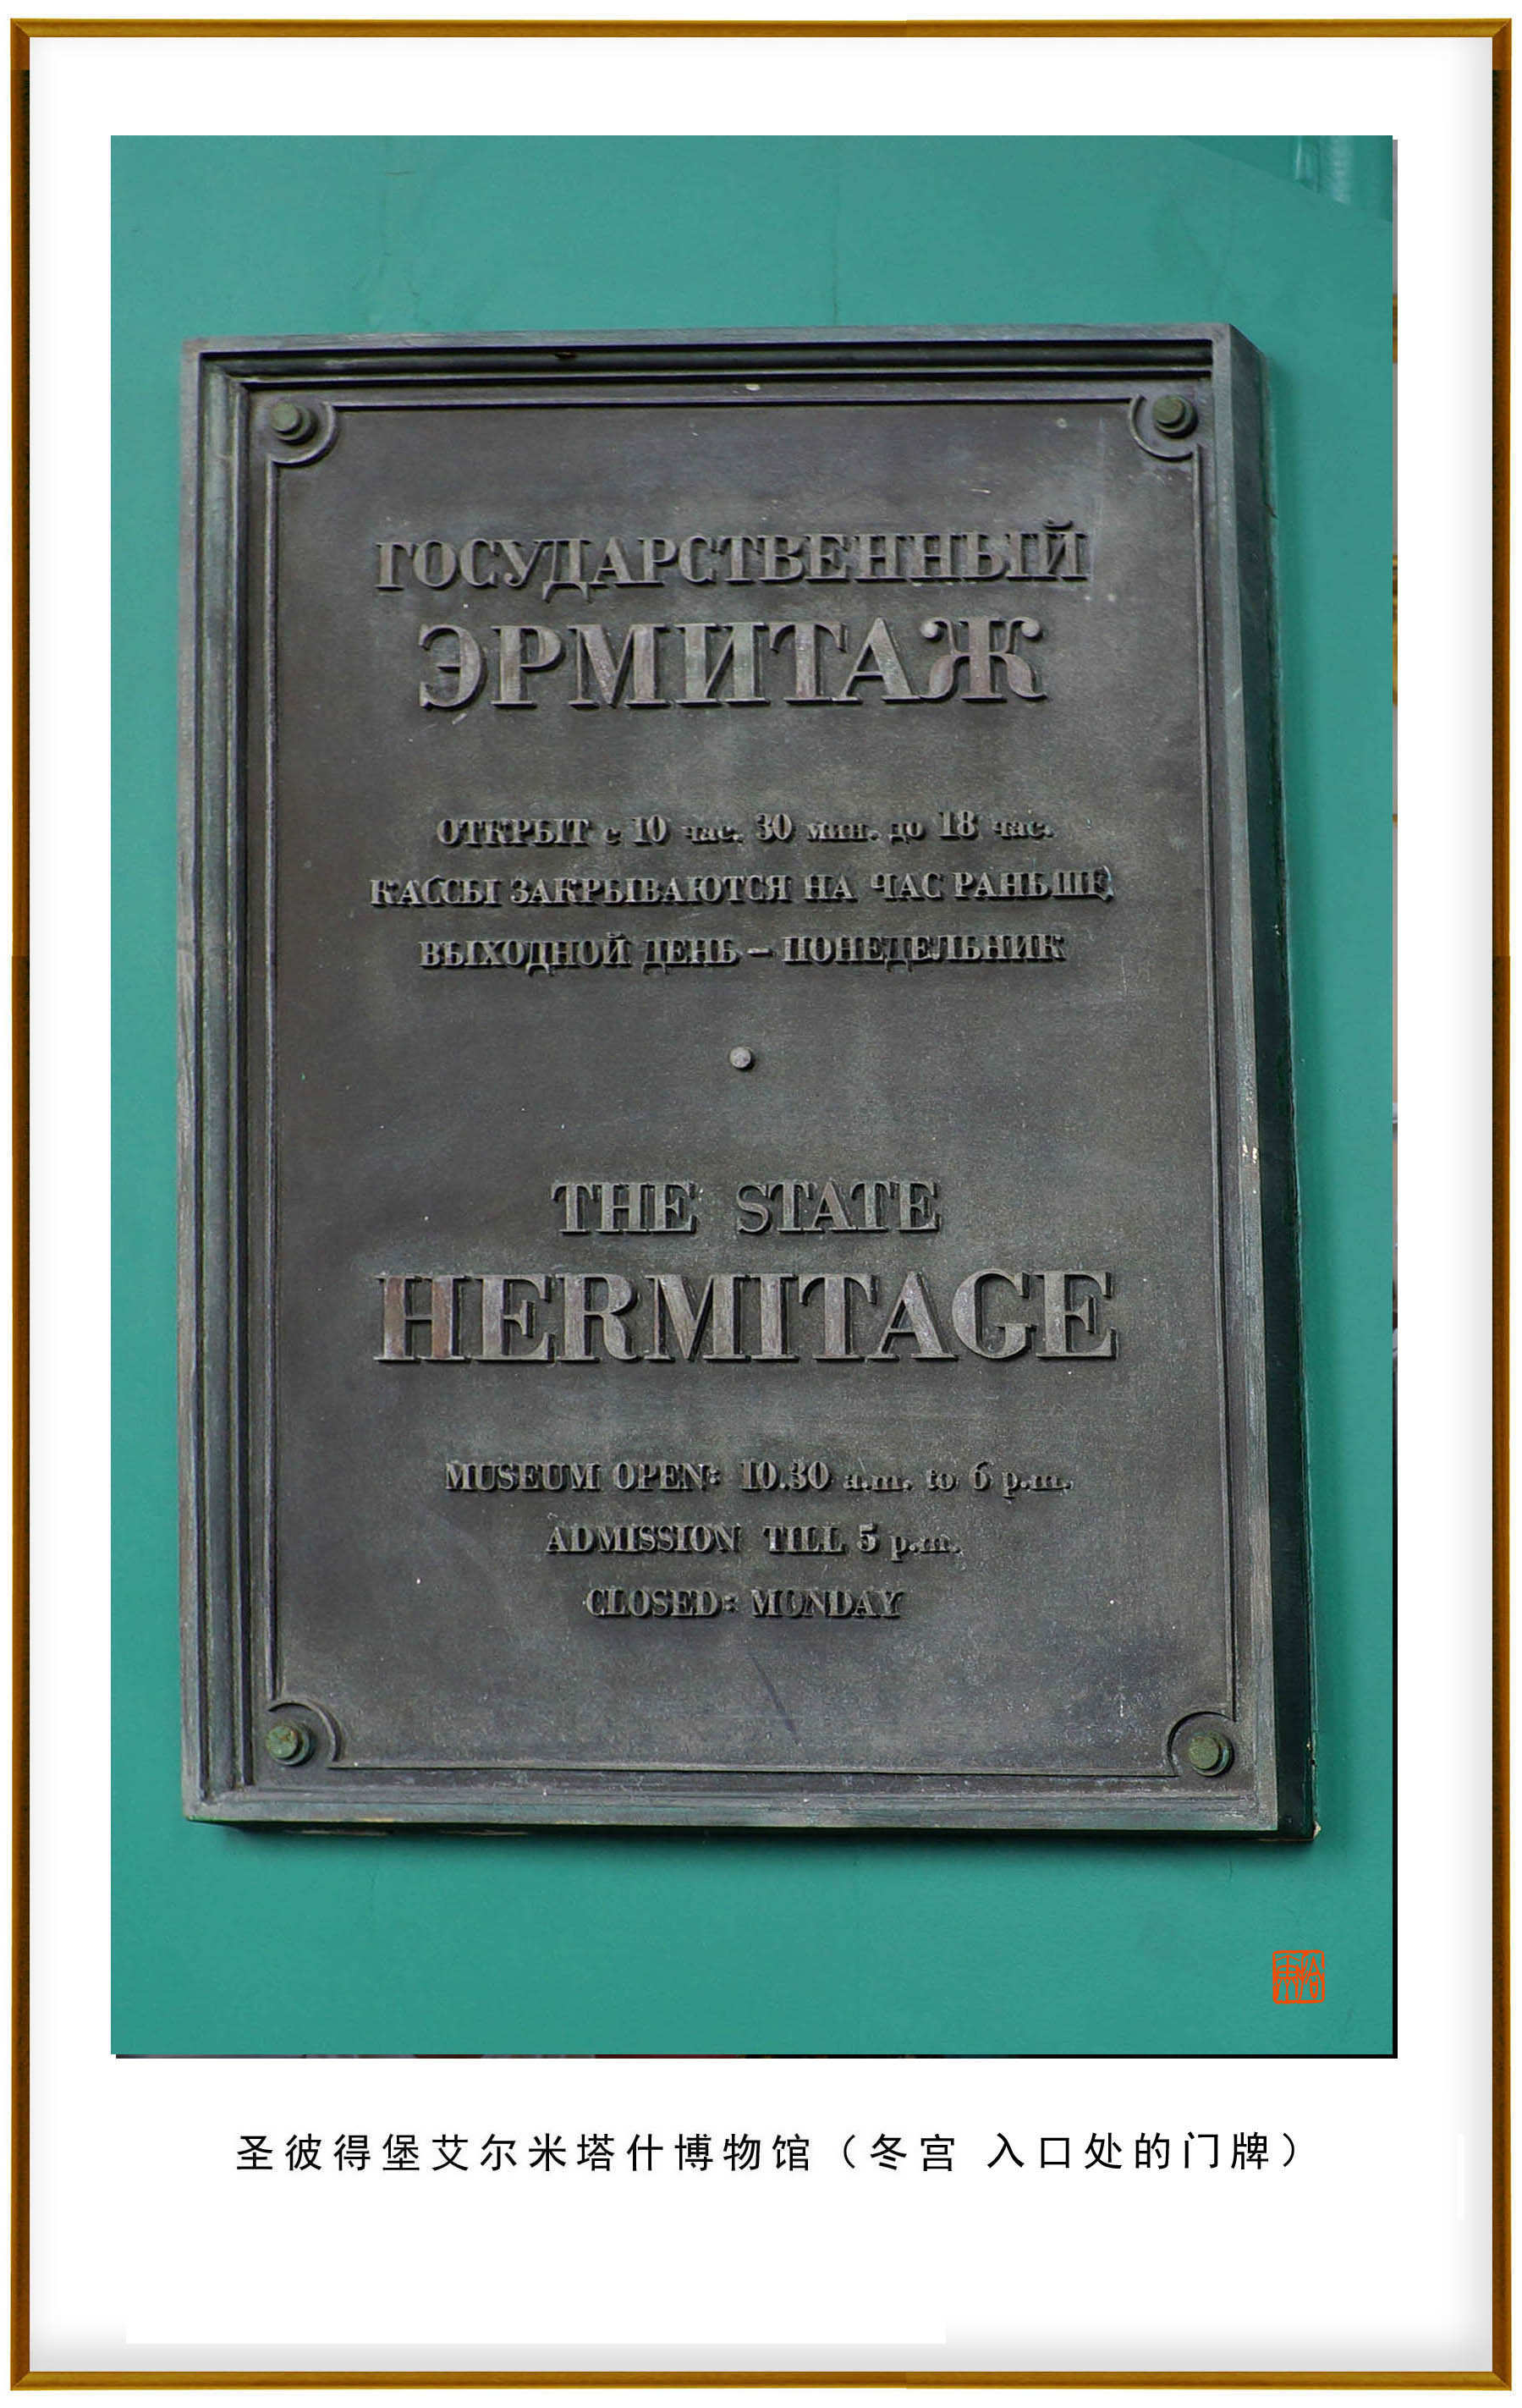 ГОСУДАРСТВЕННЫЙ
ЭРМИТАЖ
ОТКРЫТ с 10 час. 30 мин. до 18 час.
КАССЫ ЗАКРЫВАЮТСЯ НА ЧАС РАНЬШЕ,
ВЫХОДНОЙ ДЕНЬ – ПОНЕДЕЛЬНИК
THE STATE
HERMITAGE
MUSEUM OPEN: 10.30 a.m. to 6 p.m.
ADMISSION TILL 5 p.m.
CLOSED: MONDAY
圣彼得堡艾尔米塔什博物馆（冬宫 入口处的门牌）